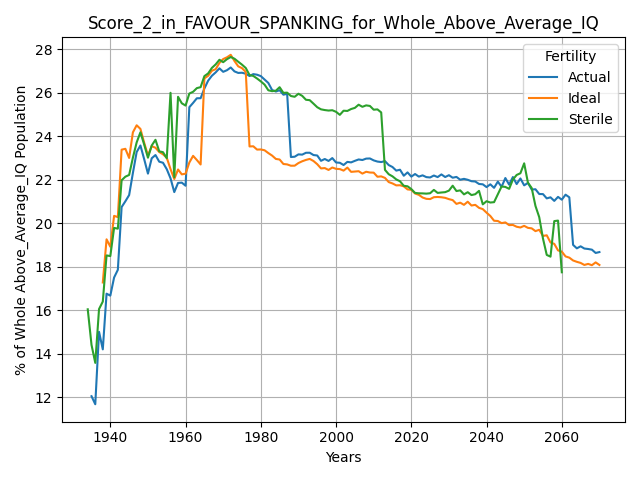 Score_2_in_FAVOUR_SPANKING_for_Whole_Above_Average_IQ
% of Whole Above_Average_IQ Population
28
26
24
22
20
18
16
14
12
Fertility
Actual
Ideal
Sterile
1940 1960 1980 2000 2020 2040 2060
Years